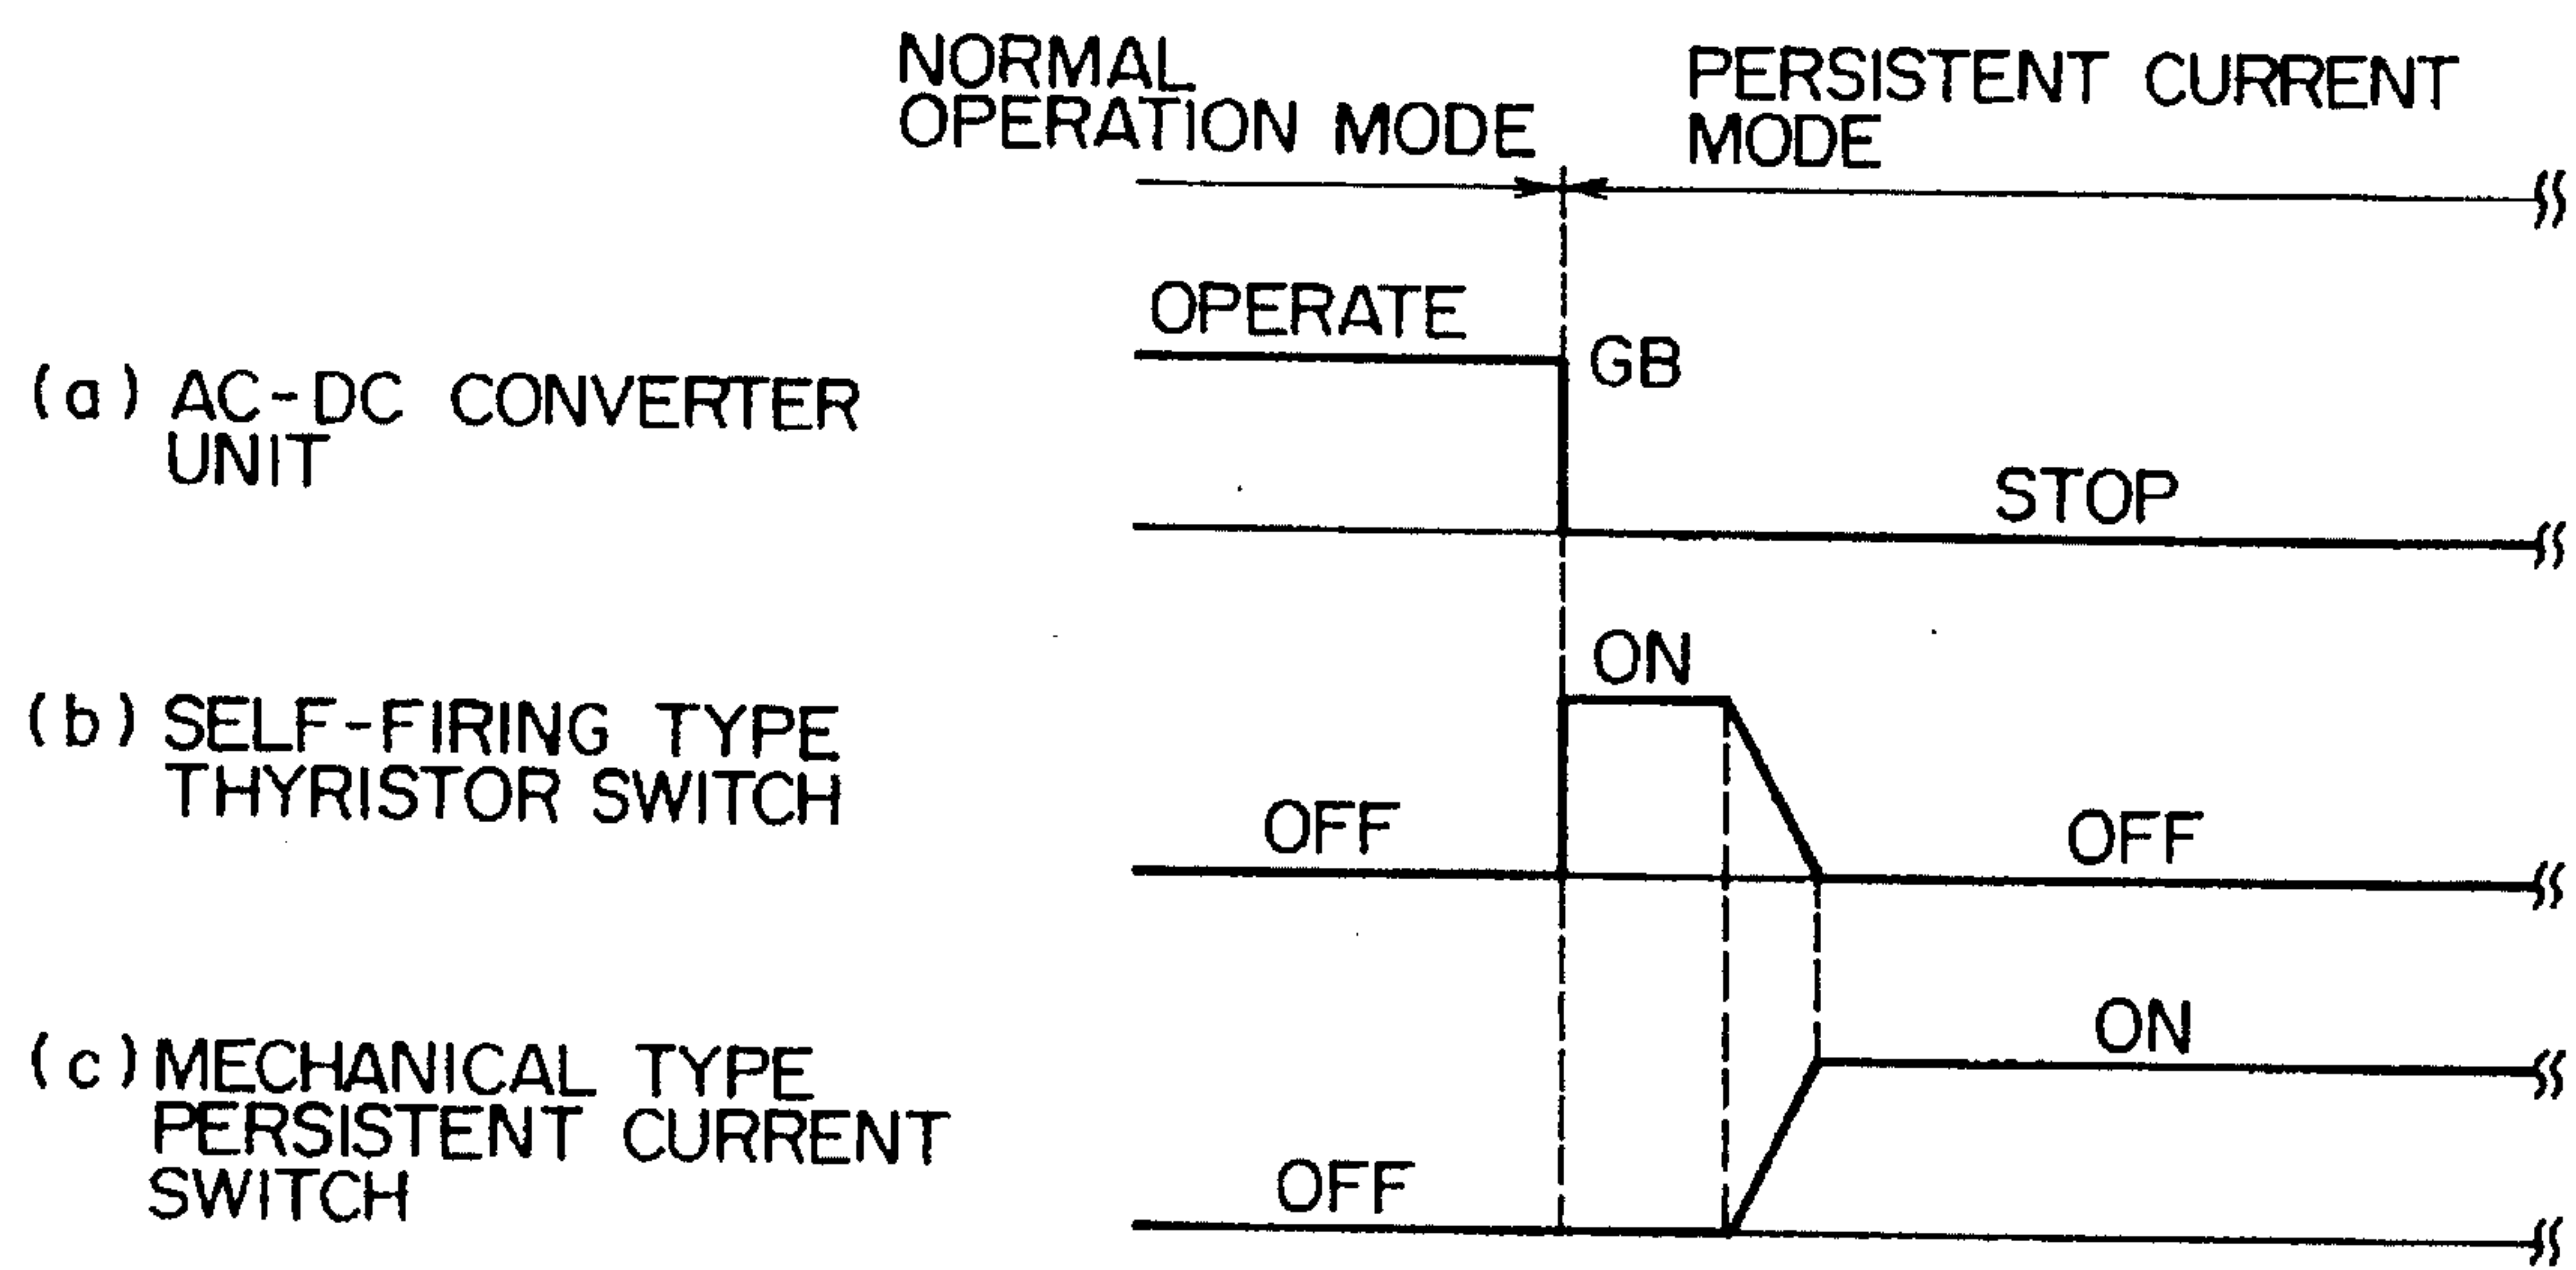 NORMAL
OPERATION MODE
PERSISTENT CURRENT
MODE
OPERATE
GB
(a) AC-DC CONVERTER
UNIT
STOP
ON
(b) SELF-FIRING TYPE
THYRISTOR SWITCH
OFF
OFF
ON
(c) MECHANICAL TYPE
PERSISTENT CURRENT
SWITCH
OFF